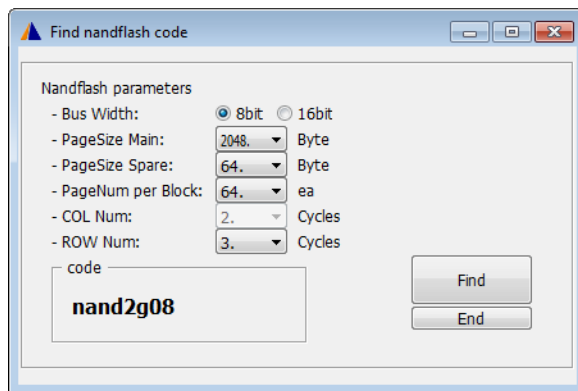 Find nandflash code
Nandflash parameters
- Bus Width: 8bit 16bit
- PageSize Main: 2048. Byte
- PageSize Spare: 64. Byte
- PageNum per Block: 64. ea
- COL Num: 2. Cycles
- ROW Num: 3. Cycles
code
nand2g08
Find
End